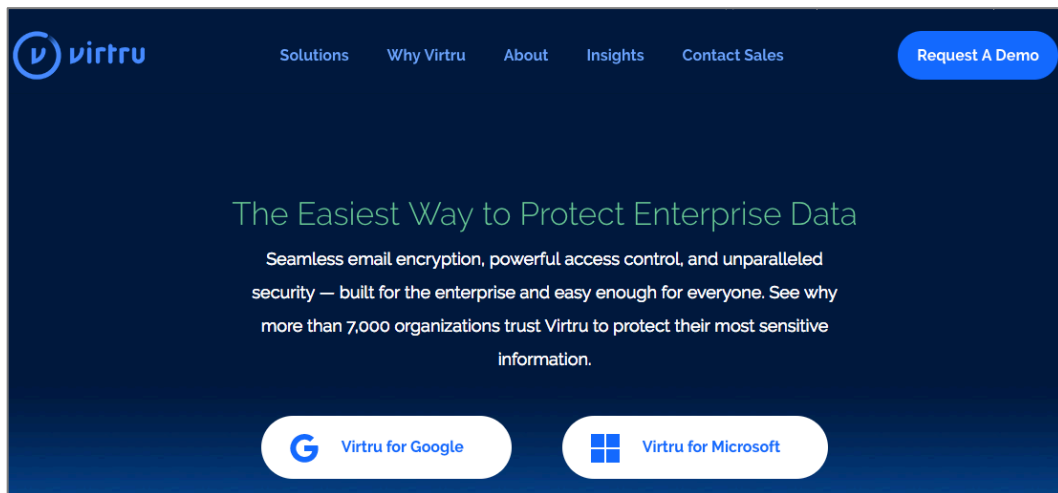 virtru
Solutions
Why Virtru
About
Insights
Contact Sales
Request A Demo
The Easiest Way to Protect Enterprise Data
Seamless email encryption, powerful access control, and unparalleled
security — built for the enterprise and easy enough for everyone. See why
more than 7,000 organizations trust Virtru to protect their most sensitive
information.
Virtru for Google
Virtru for Microsoft